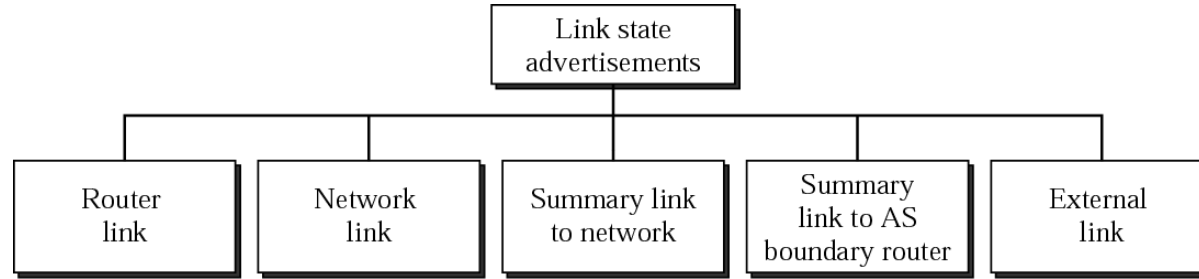 Link state
advertisements
Router
link
Network
link
Summary link
to network
Summary
link to AS
boundary router
External
link